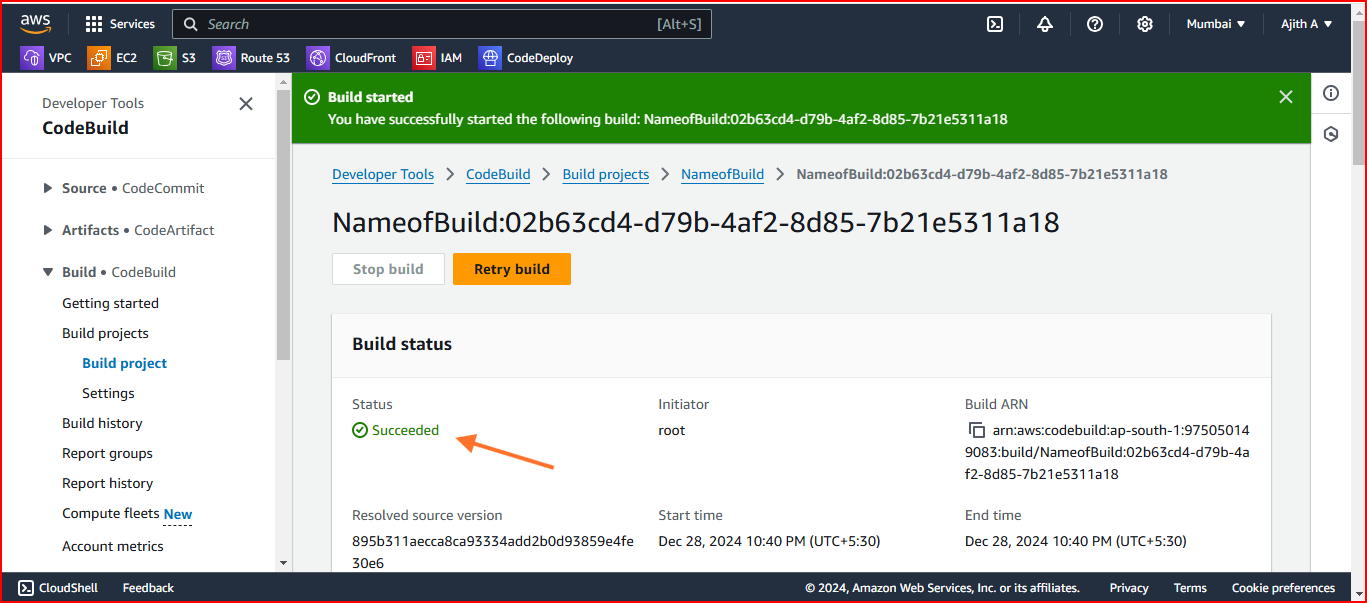 aws
Services
Search
[Alt+S]
Mumbai
Ajith A
VPC
EC2
S3
Route 53
CloudFront
IAM
CodeDeploy
Developer Tools
CodeBuild
Source • CodeCommit
Artifacts • CodeArtifact
Build • CodeBuild
Getting started
Build projects
Build project
Settings
Build history
Report groups
Report history
Compute fleets New
Account metrics
Build started
You have successfully started the following build: NameofBuild:02b63cd4-d79b-4af2-8d85-7b21e5311a18
Developer Tools
CodeBuild
Build projects
NameofBuild
NameofBuild:02b63cd4-d79b-4af2-8d85-7b21e5311a18
NameofBuild:02b63cd4-d79b-4af2-8d85-7b21e5311a18
Stop build
Retry build
Build status
Status
Succeeded
Initiator
root
Build ARN
arn:aws:codebuild:ap-south-1:97505014
9083:build/NameofBuild:02b63cd4-d79b-4a
f2-8d85-7b21e5311a18
Resolved source version
895b311aecca8ca93334add2b0d93859e4fe
30e6
Start time
Dec 28, 2024 10:40 PM (UTC+5:30)
End time
Dec 28, 2024 10:40 PM (UTC+5:30)
CloudShell
Feedback
© 2024, Amazon Web Services, Inc. or its affiliates.
Privacy
Terms
Cookie preferences